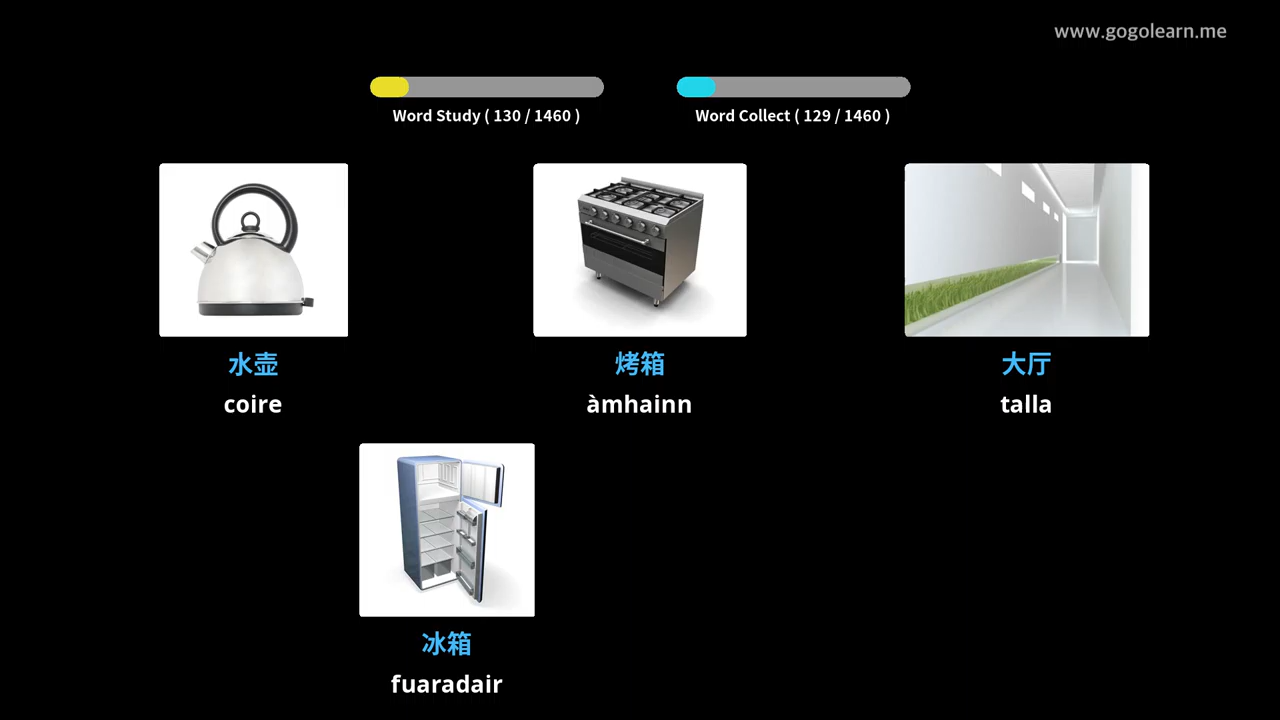 www.gogolearn.me
Word Study ( 130 / 1460 )
Word Collect ( 129 / 1460 )
水壶
coire
烤箱
àmhainn
大厅
talla
冰箱
fuaradair